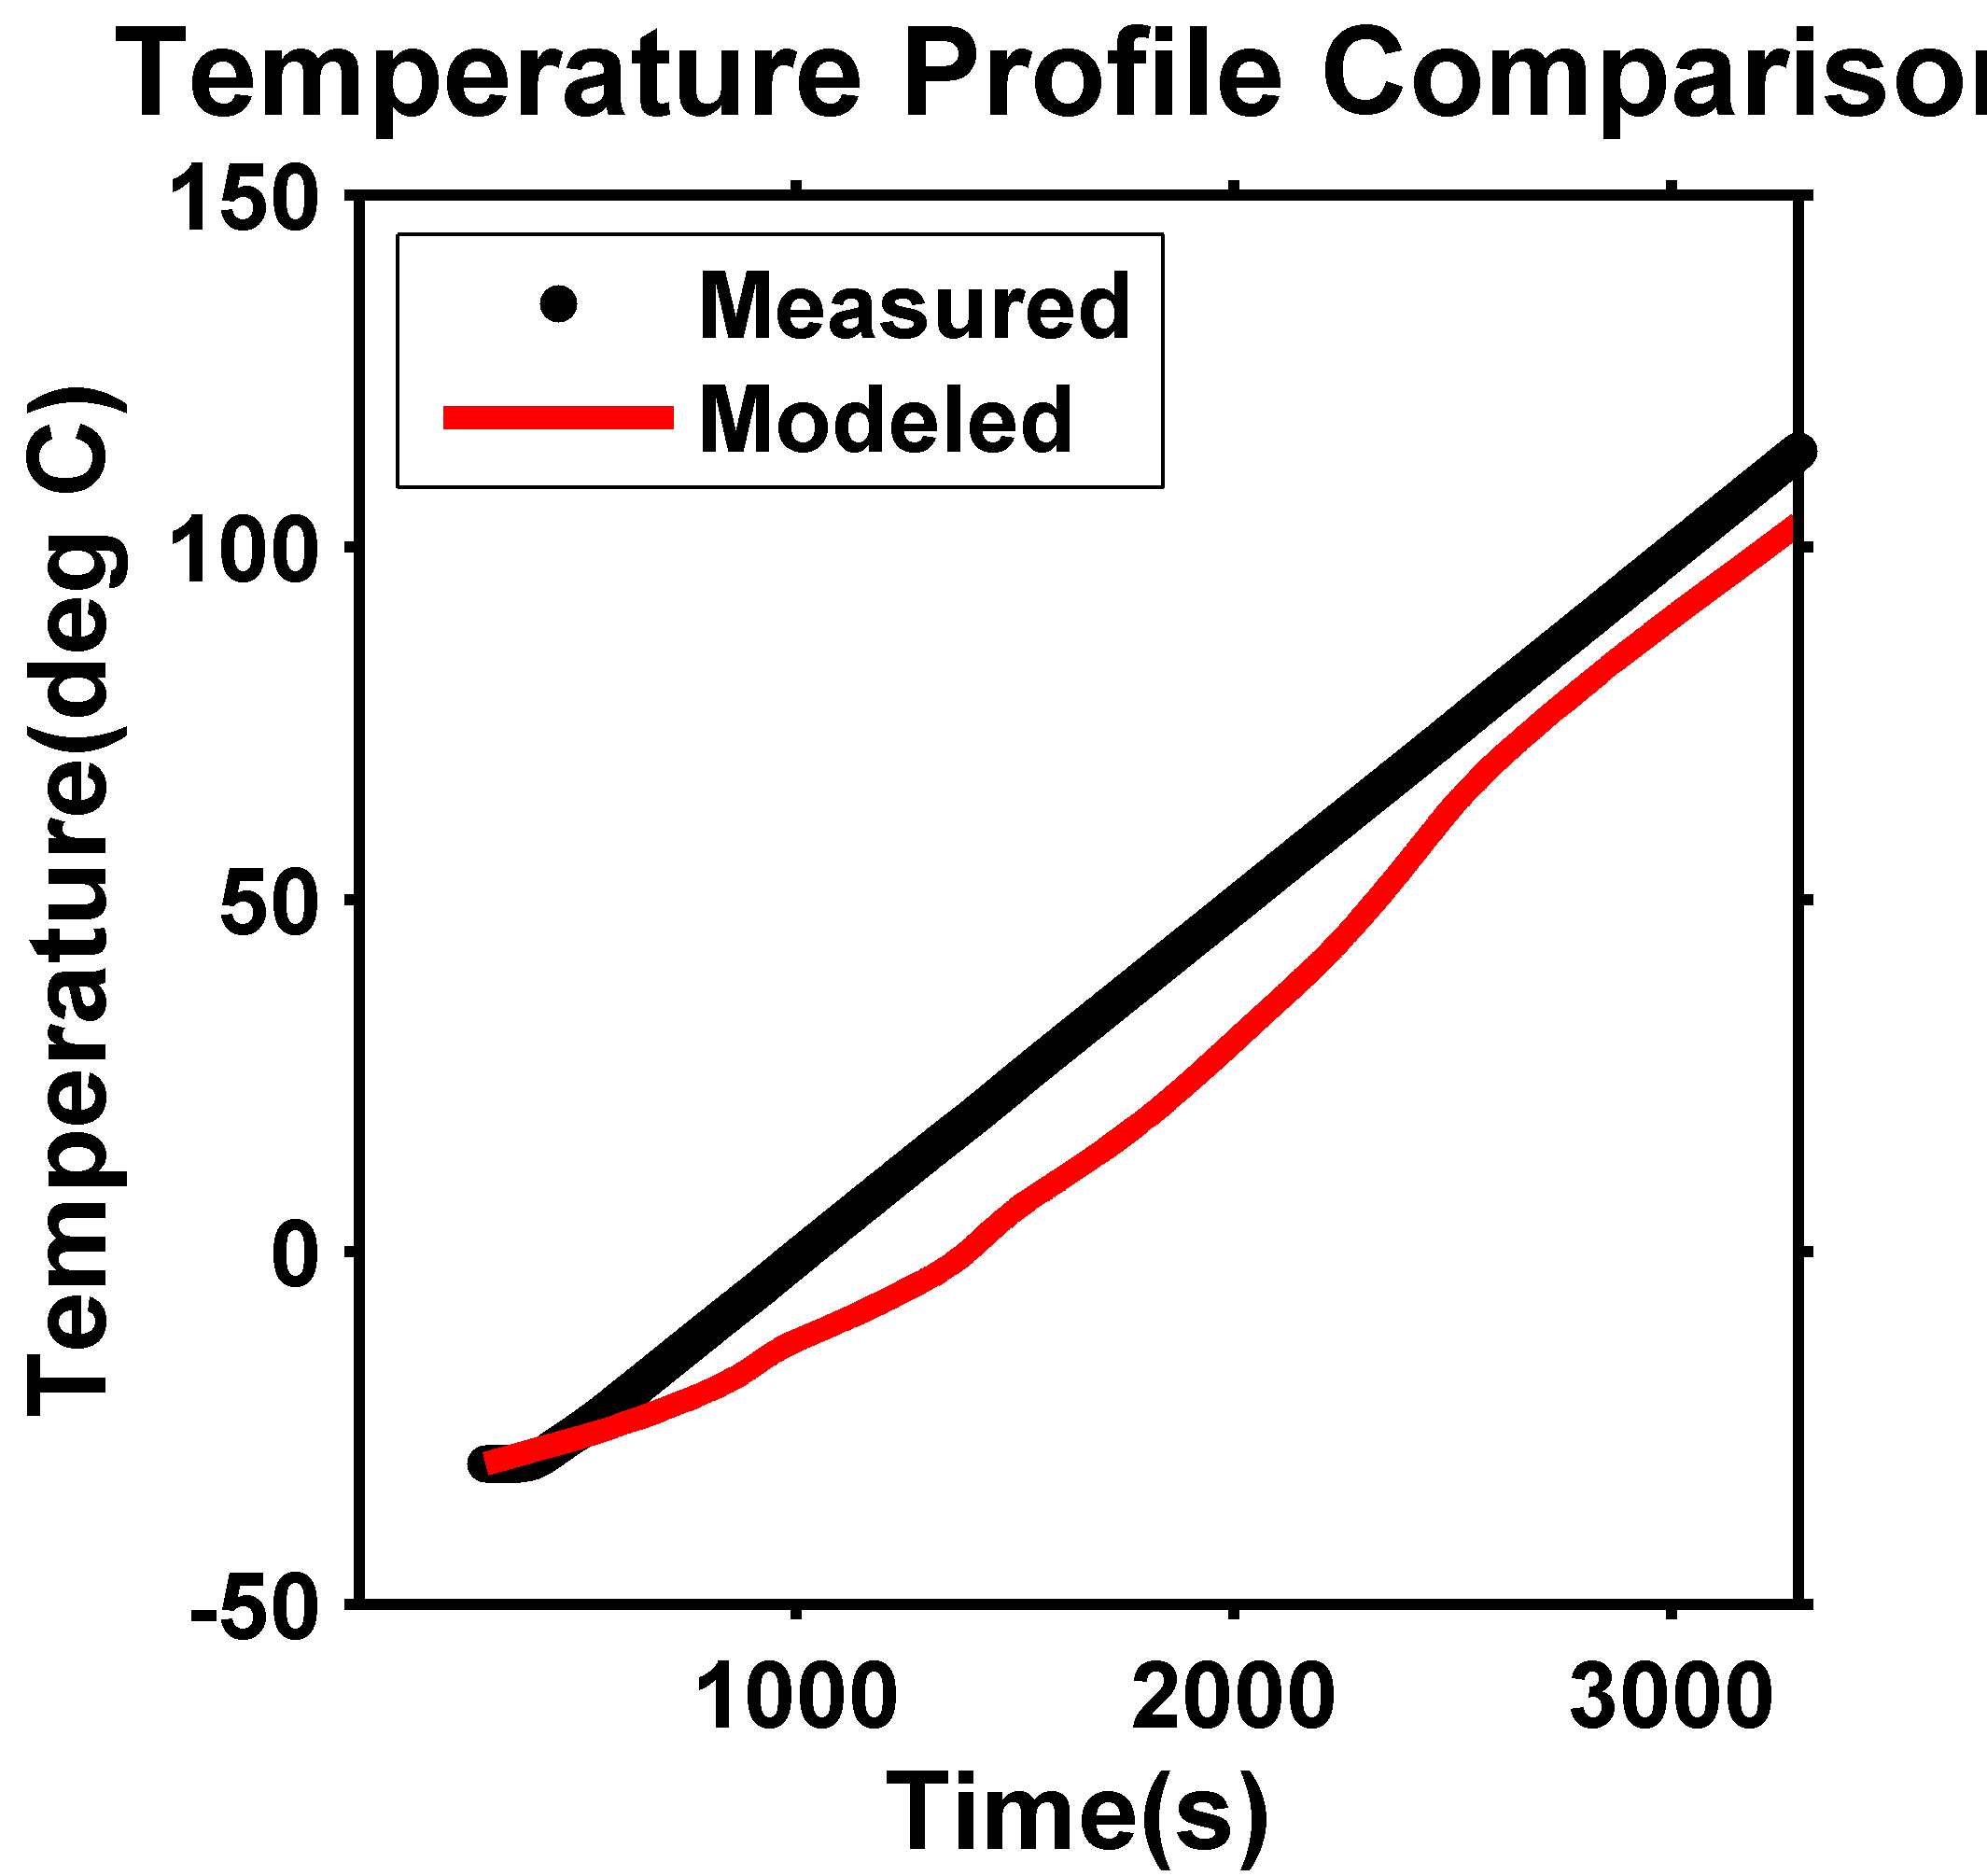 Temperature Profile Comparison
150
Measured
Modeled
100
50
0
-50
Temperature(deg C)
1000 2000 3000
Time(s)